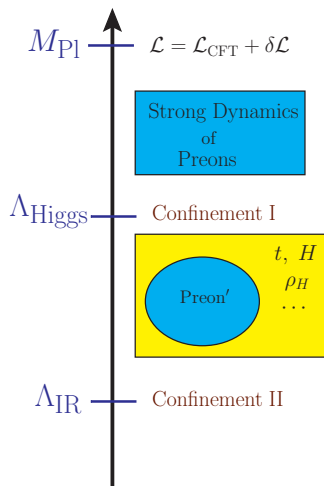 M_Pl
ℒ = ℒ_CFT + δℒ
Strong Dynamics
of
Preons
Λ_Higgs
Confinement I
t, H
ρ_H
...
Preon′
Λ_IR
Confinement II